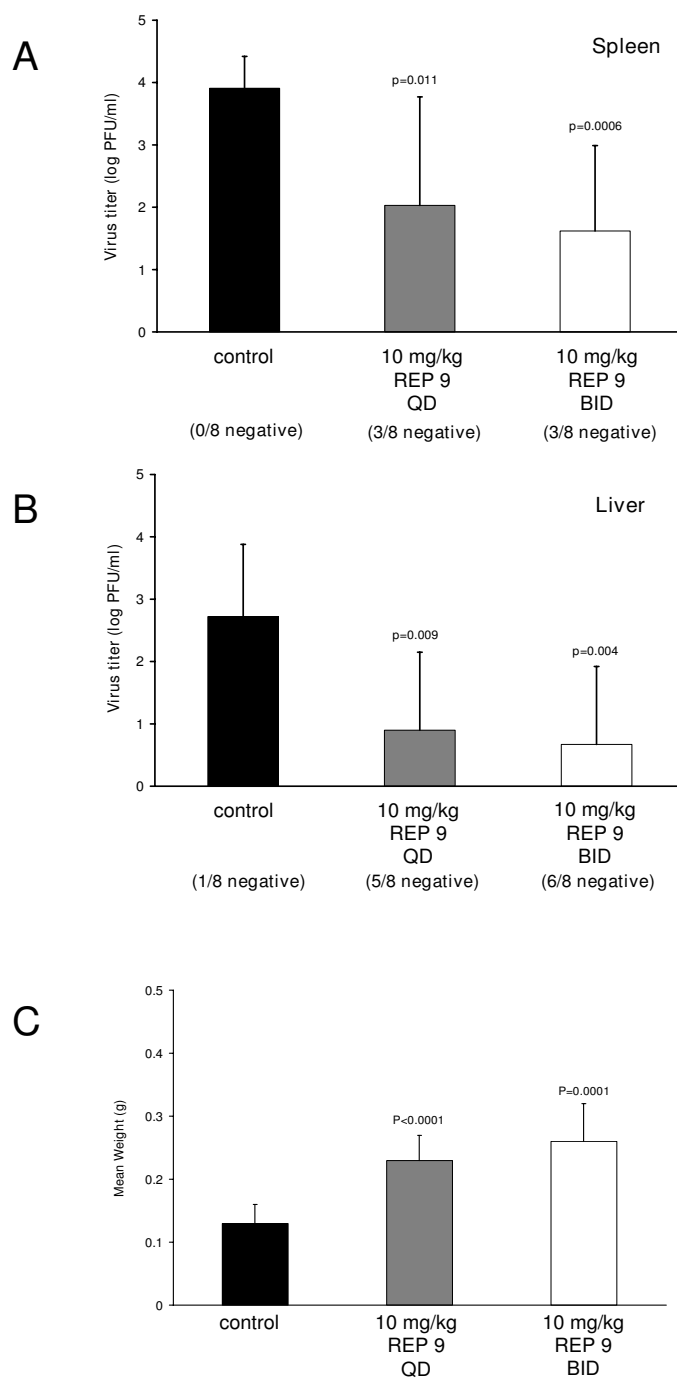 A
Spleen
Virus titer (log PFU/ml)
5
4
3
2
1
0
p=0.011
p=0.0006
control
10 mg/kg
REP 9
QD
10 mg/kg
REP 9
BID
(0/8 negative)
(3/8 negative)
(3/8 negative)
B
Liver
Virus titer (log PFU/ml)
5
4
3
2
1
0
p=0.009
p=0.004
control
10 mg/kg
REP 9
QD
10 mg/kg
REP 9
BID
(1/8 negative)
(5/8 negative)
(6/8 negative)
C
Mean Weight (g)
0.5
0.4
0.3
0.2
0.1
0
P<0.0001
P=0.0001
control
10 mg/kg
REP 9
QD
10 mg/kg
REP 9
BID